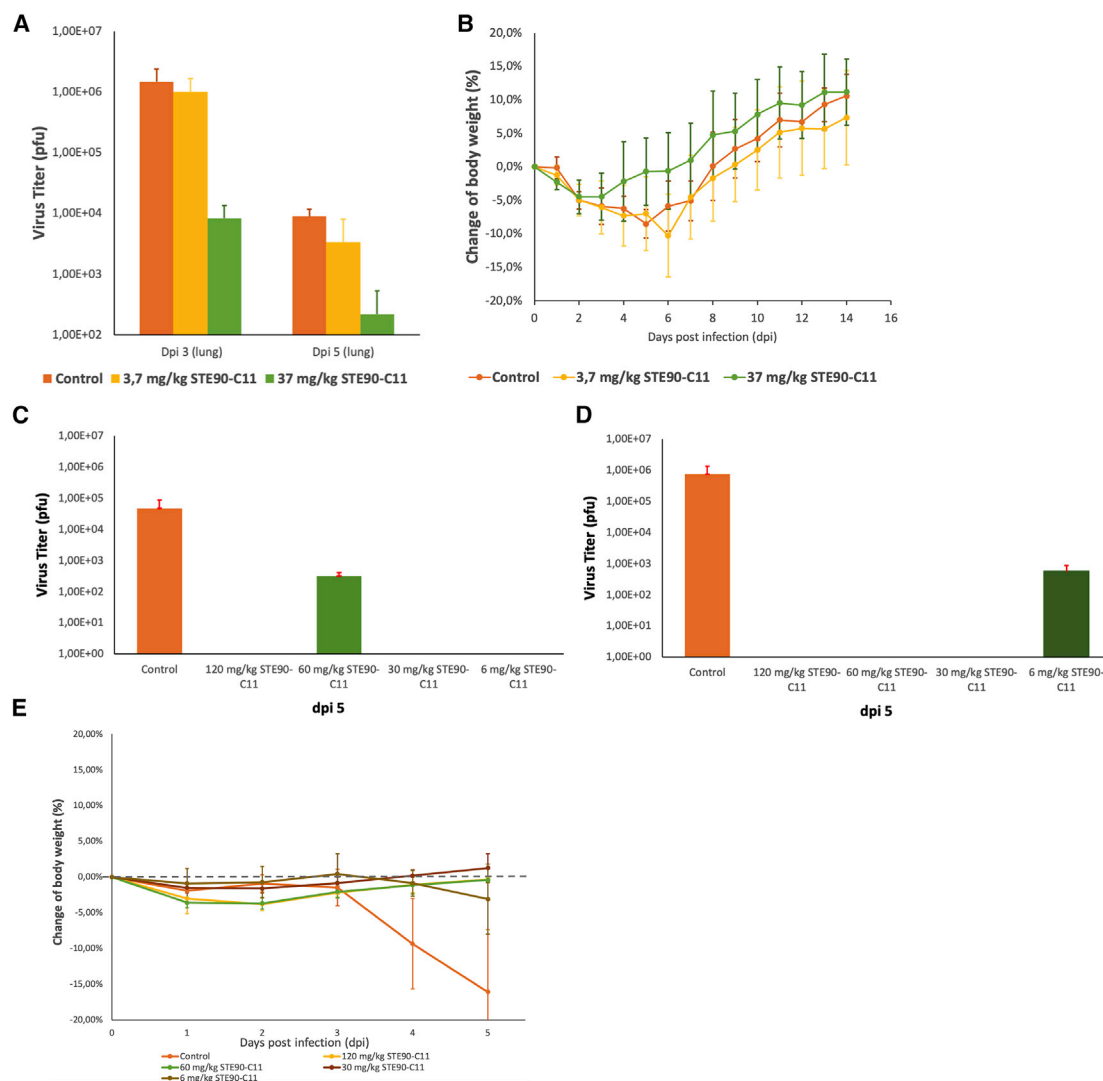 A
1,00E+07
1,00E+06
1,00E+05
1,00E+04
1,00E+03
1,00E+02
Virus Titer (pfu)
Dpi 3 (lung) Dpi 5 (lung)
Control 3,7 mg/kg STE90-C11 37 mg/kg STE90-C11
B
20,0%
15,0%
10,0%
5,0%
0,0%
-5,0%
-10,0%
-15,0%
-20,0%
Change of body weight (%)
0 2 4 6 8 10 12 14 16
Days post infection (dpi)
Control 3,7 mg/kg STE90-C11 37 mg/kg STE90-C11
C
1,00E+07
1,00E+06
1,00E+05
1,00E+04
1,00E+03
1,00E+02
1,00E+01
1,00E+00
Virus Titer (pfu)
Control 120 mg/kg STE90- 60 mg/kg STE90- 30 mg/kg STE90- 6 mg/kg STE90-
C11 C11 C11 C11
dpi 5
D
1,00E+07
1,00E+06
1,00E+05
1,00E+04
1,00E+03
1,00E+02
1,00E+01
1,00E+00
Virus Titer (pfu)
Control 120 mg/kg STE90- 60 mg/kg STE90- 30 mg/kg STE90- 6 mg/kg STE90-
C11 C11 C11 C11
dpi 5
E
20,00%
15,00%
10,00%
5,00%
0,00%
-5,00%
-10,00%
-15,00%
-20,00%
Change of body weight (%)
0 1 2 3 4 5
Days post infection (dpi)
Control 120 mg/kg STE90-C11
60 mg/kg STE90-C11 30 mg/kg STE90-C11
6 mg/kg STE90-C11